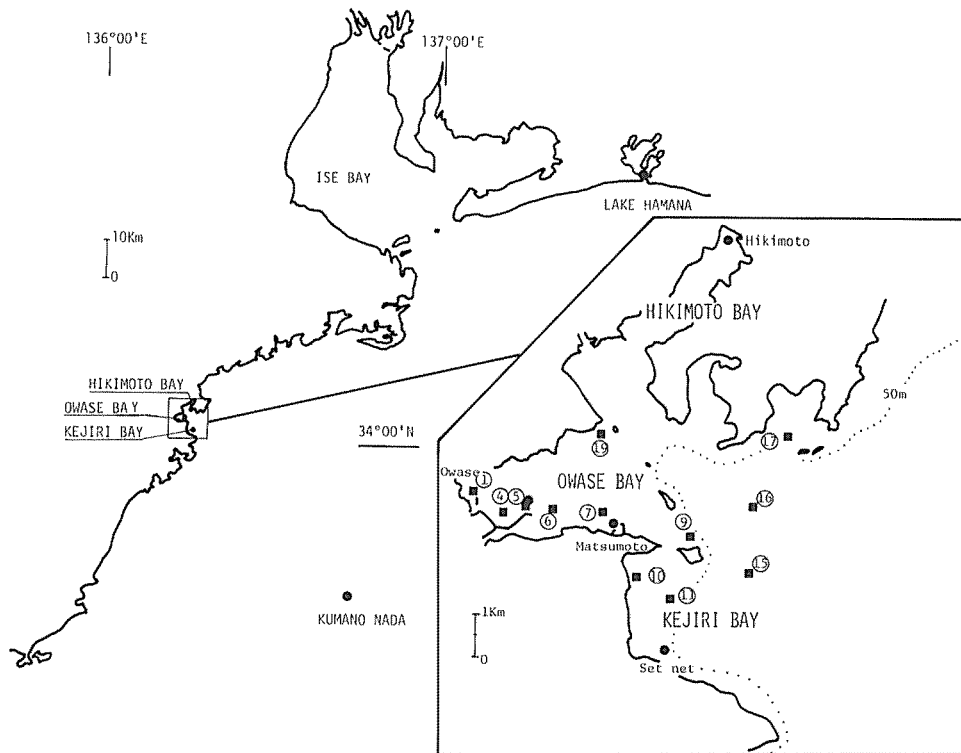 136°00'E
137°00'E
ISE BAY
LAKE HAMANA
10Km
0
Hikimoto
HIKIMOTO BAY
HIKIMOTO BAY
OWASE BAY
KEJIRI BAY
50m
34°00'N
17
19
Owase
1
OWASE BAY
4
5
16
6
7
9
Matsumoto
15
10
11
KUMANO NADA
1Km
0
KEJIRI BAY
Set net